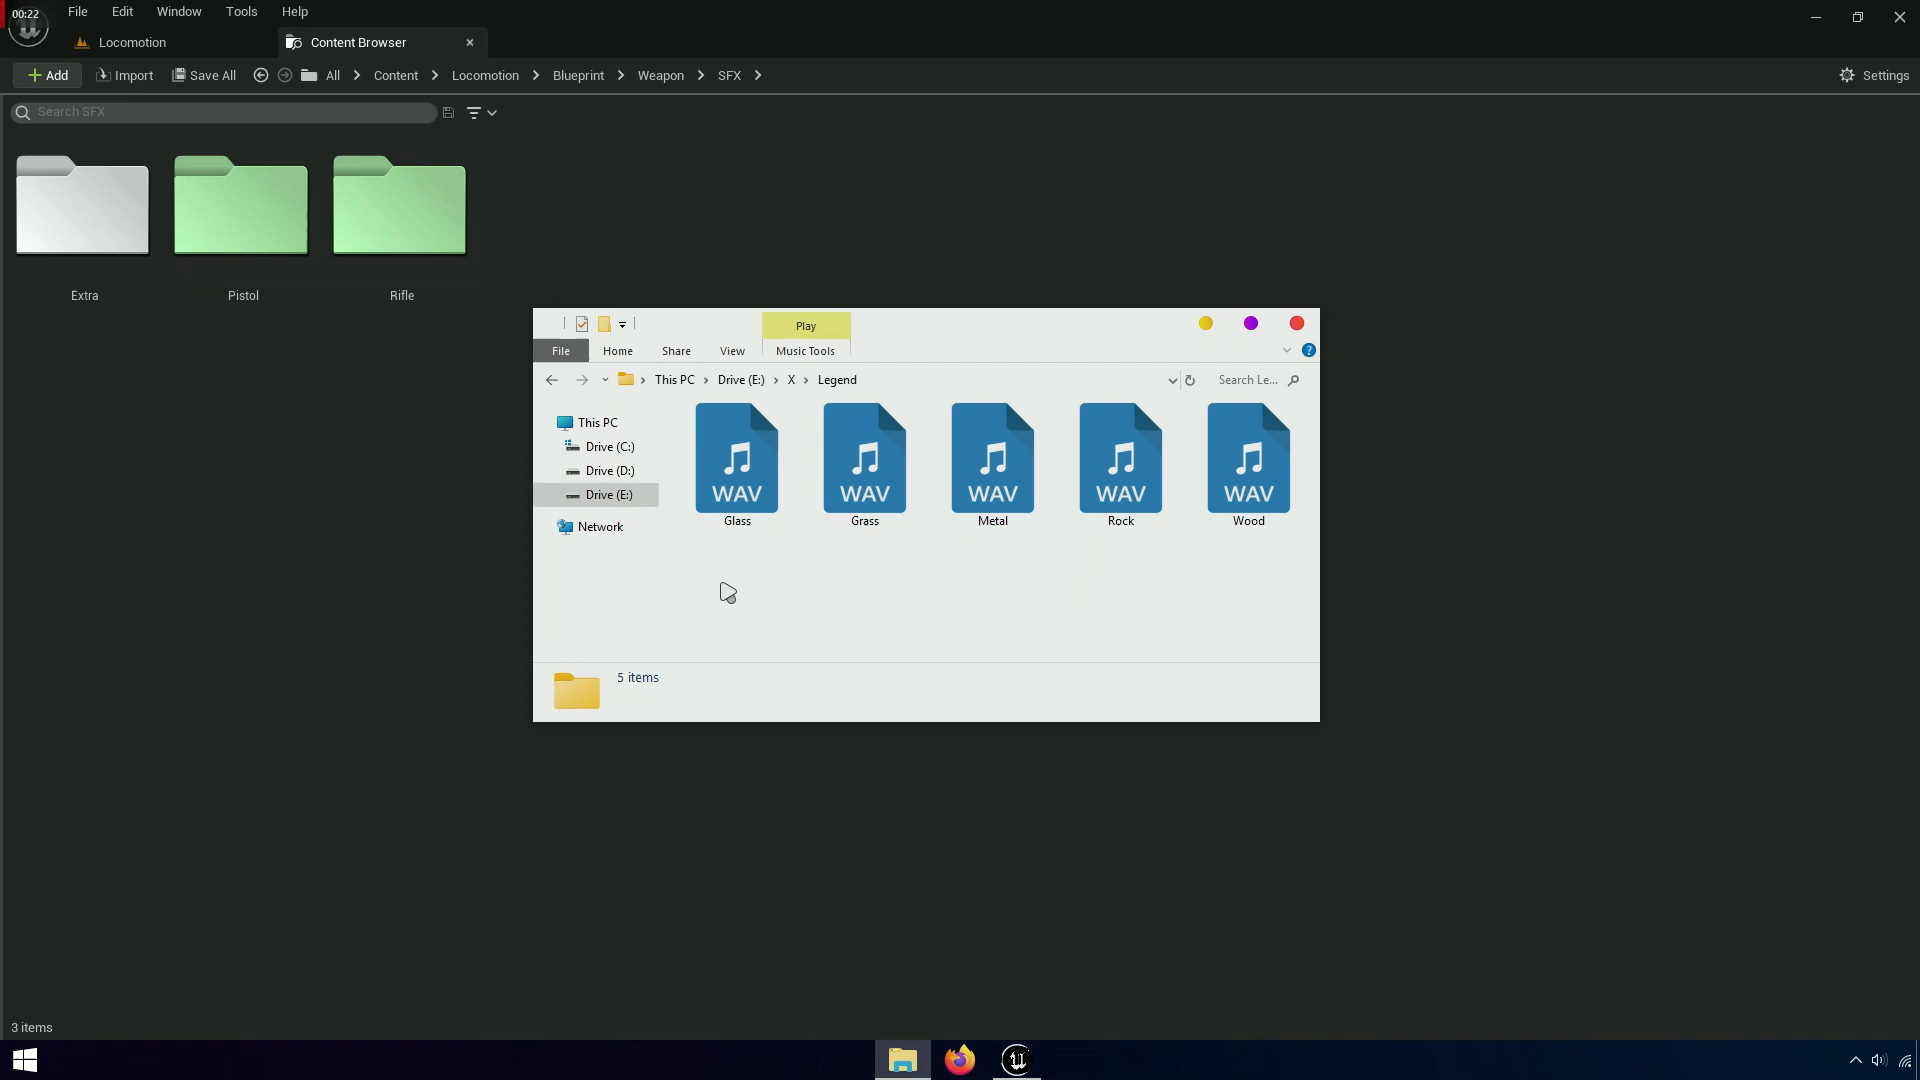 00:22
File Edit Window Tools Help
Locomotion
Content Browser
Add Import Save All All Content Locomotion Blueprint Weapon SFX Settings
Search SFX
Extra Pistol Rifle
Play
File Home Share View Music Tools
This PC Drive (E:) X Legend Search Le...
This PC
Drive (C:)
Drive (D:)
Drive (E:)
Network
WAV WAV WAV WAV WAV
Glass Grass Metal Rock Wood
5 items
3 items